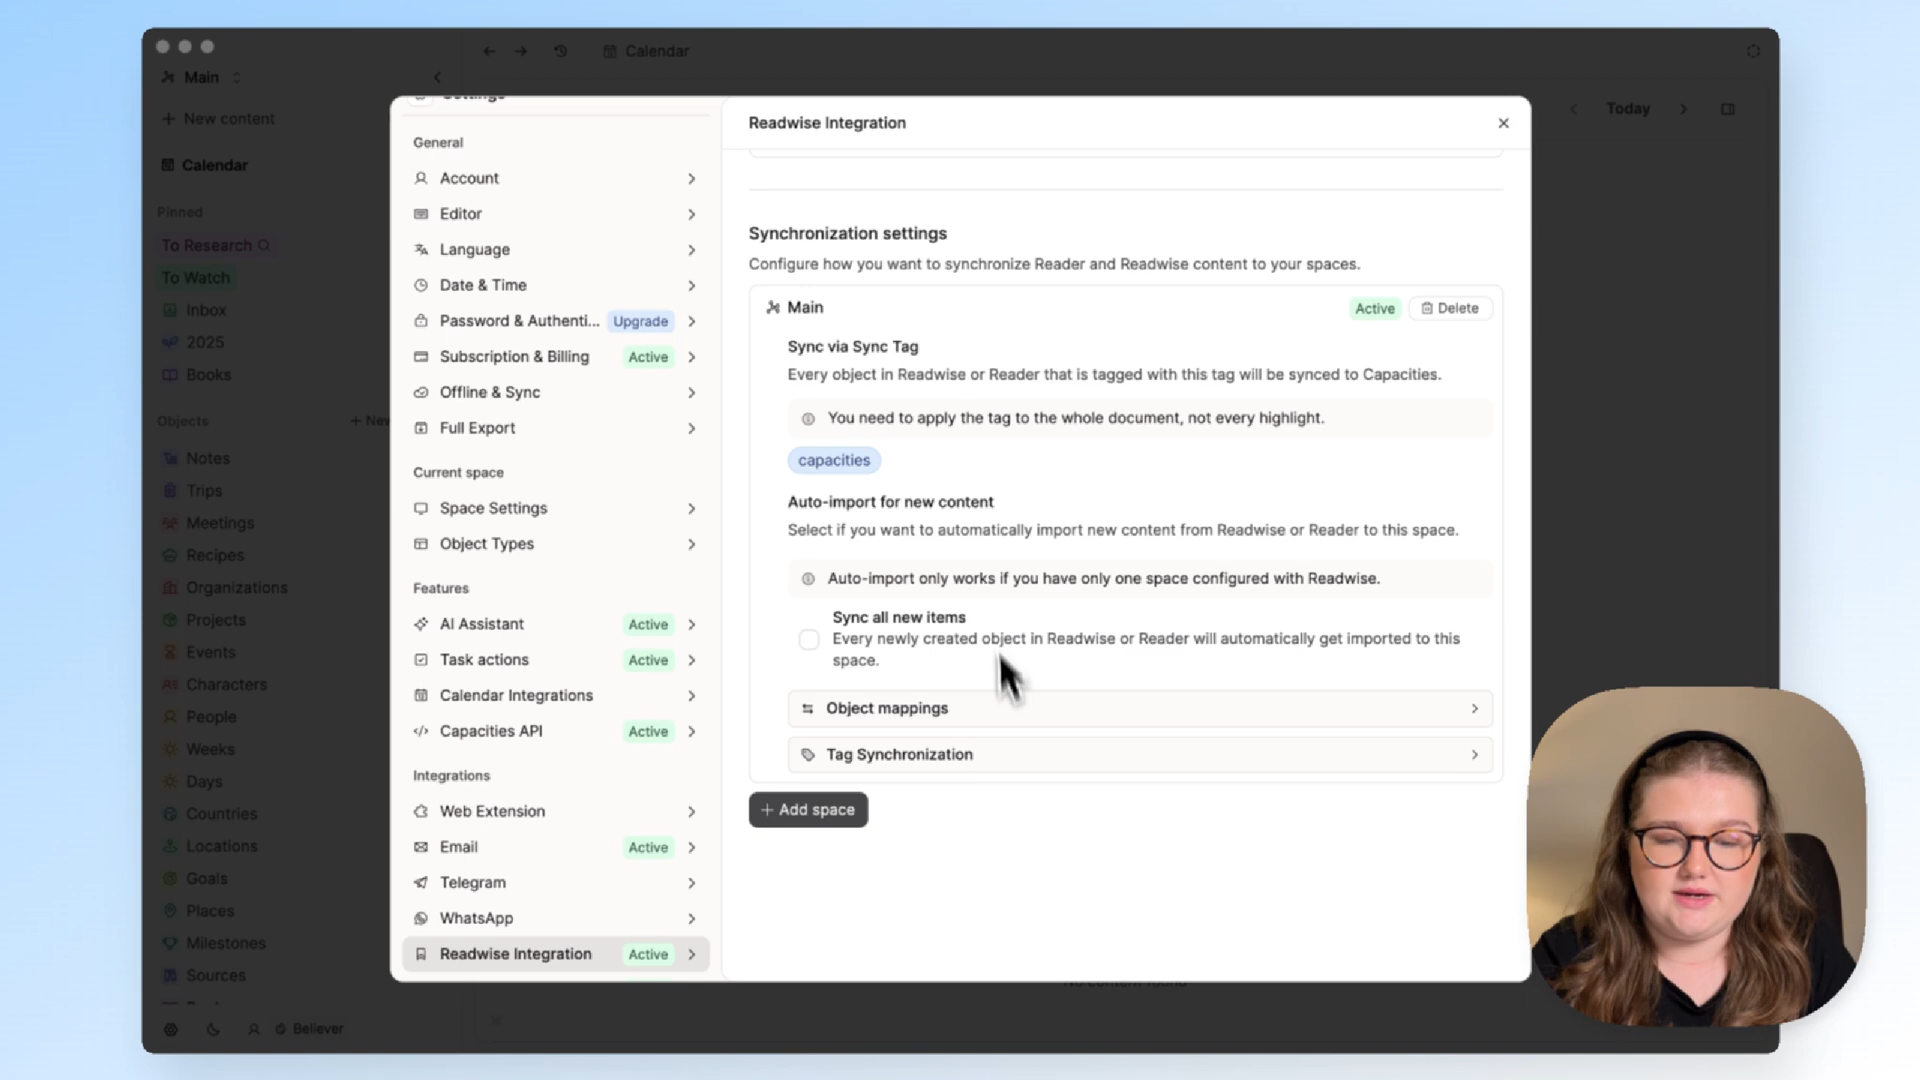 Main
Calendar
New content
Calendar
Today
Pinned
To Research
To Watch
Inbox
2025
Books
Objects
+ New
Notes
Trips
Meetings
Recipes
Organizations
Projects
Events
Characters
People
Weeks
Days
Countries
Locations
Goals
Places
Milestones
Sources
Believer
Settings
General
Account
Editor
Language
Date & Time
Password & Authenti... Upgrade
Subscription & Billing Active
Offline & Sync
Full Export
Current space
Space Settings
Object Types
Features
AI Assistant Active
Task actions Active
Calendar Integrations
Capacities API Active
Integrations
Web Extension
Email Active
Telegram
WhatsApp
Readwise Integration Active
Readwise Integration
Synchronization settings
Configure how you want to synchronize Reader and Readwise content to your spaces.
Main Active Delete
Sync via Sync Tag
Every object in Readwise or Reader that is tagged with this tag will be synced to Capacities.
You need to apply the tag to the whole document, not every highlight.
capacities
Auto-import for new content
Select if you want to automatically import new content from Readwise or Reader to this space.
Auto-import only works if you have only one space configured with Readwise.
Sync all new items
Every newly created object in Readwise or Reader will automatically get imported to this
space.
Object mappings
Tag Synchronization
+ Add space
No content found